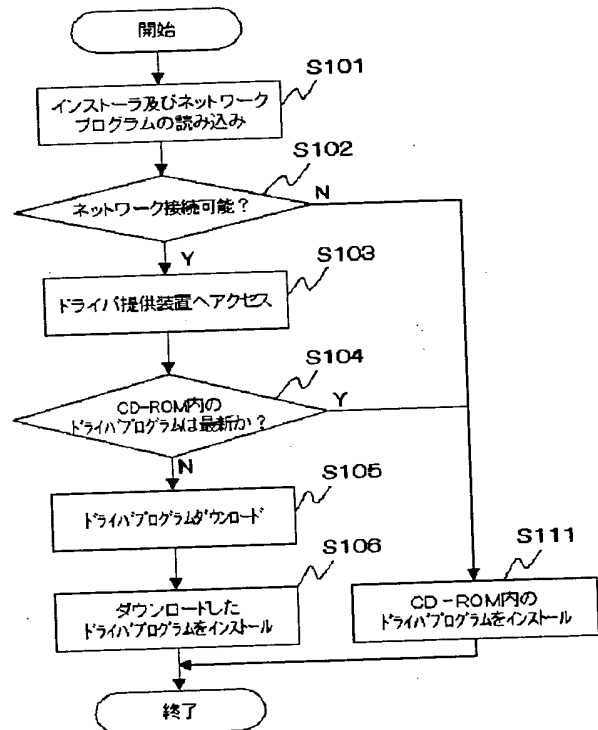 開始
S101
インストーラ及びネットワーク
プログラムの読み込み
S102
ネットワーク接続可能?
N
Y
S103
ドライバ提供装置へアクセス
S104
CD-ROM内の
ドライバプログラムは最新か?
Y
N
S105
ドライバプログラムダウンロード
S106
ダウンロードした
ドライバプログラムをインストール
S111
CD-ROM内の
ドライバプログラムをインストール
終了